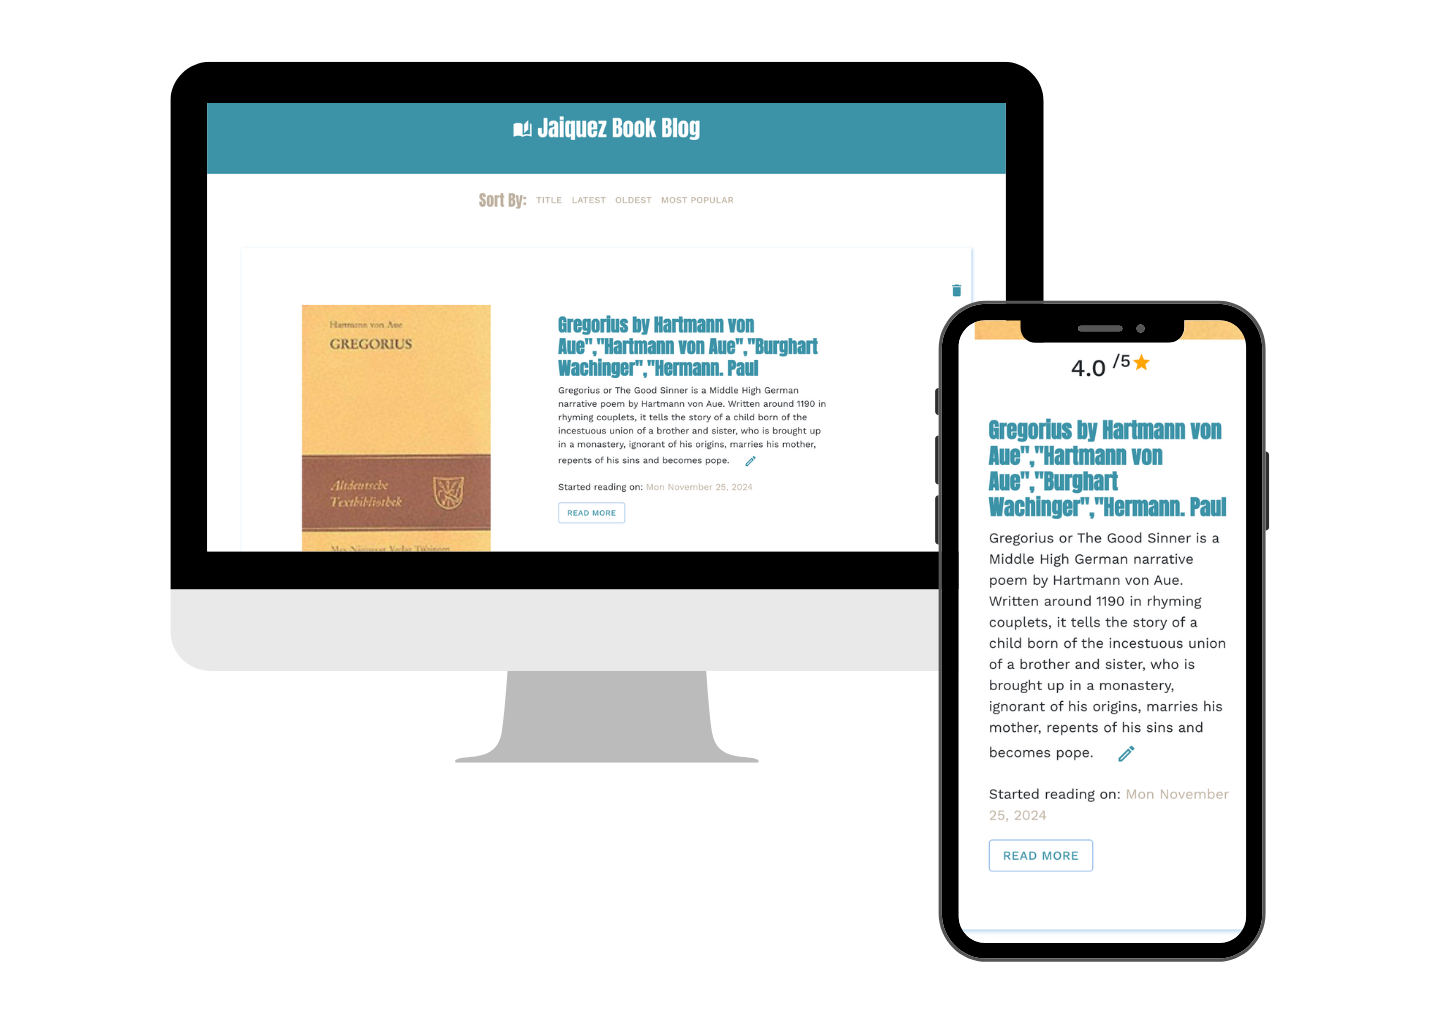 Jaiquez Book Blog
Sort By: TITLE LATEST OLDEST MOST POPULAR
Hartmann von Aue
GREGORIUS
Altdeutsche
Textbibliothek
Max Niemeyer Verlag Tübingen
Gregorius by Hartmann von
Aue","Hartmann von Aue","Burghart
Wachinger","Hermann. Paul
Gregorius or The Good Sinner is a Middle High German
narrative poem by Hartmann von Aue. Written around 1190 in
rhyming couplets, it tells the story of a child born of the
incestuous union of a brother and sister, who is brought up
in a monastery, ignorant of his origins, marries his mother,
repents of his sins and becomes pope.
Started reading on: Mon November 25, 2024
READ MORE
4.0 /5
Gregorius by Hartmann von
Aue","Hartmann von
Aue","Burghart
Wachinger","Hermann. Paul
Gregorius or The Good Sinner is a
Middle High German narrative
poem by Hartmann von Aue.
Written around 1190 in rhyming
couplets, it tells the story of a
child born of the incestuous union
of a brother and sister, who is
brought up in a monastery,
ignorant of his origins, marries his
mother, repents of his sins and
becomes pope.
Started reading on: Mon November
25, 2024
READ MORE